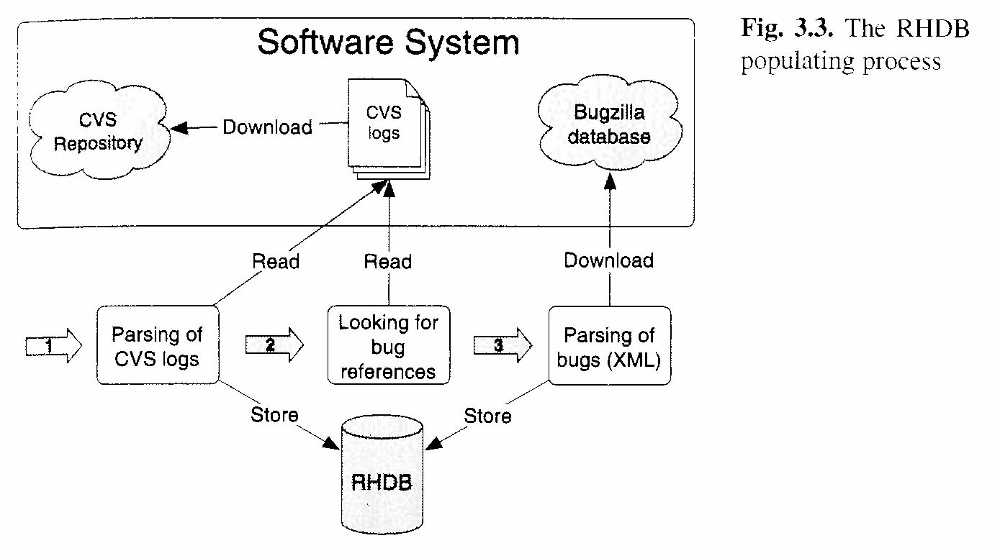 Fig. 3.3. The RHDB
populating process
Software System
CVS
Repository
Download
CVS
logs
Bugzilla
database
Read
Read
Download
1
Parsing of
CVS logs
2
Looking for
bug
references
3
Parsing of
bugs (XML)
Store
Store
RHDB